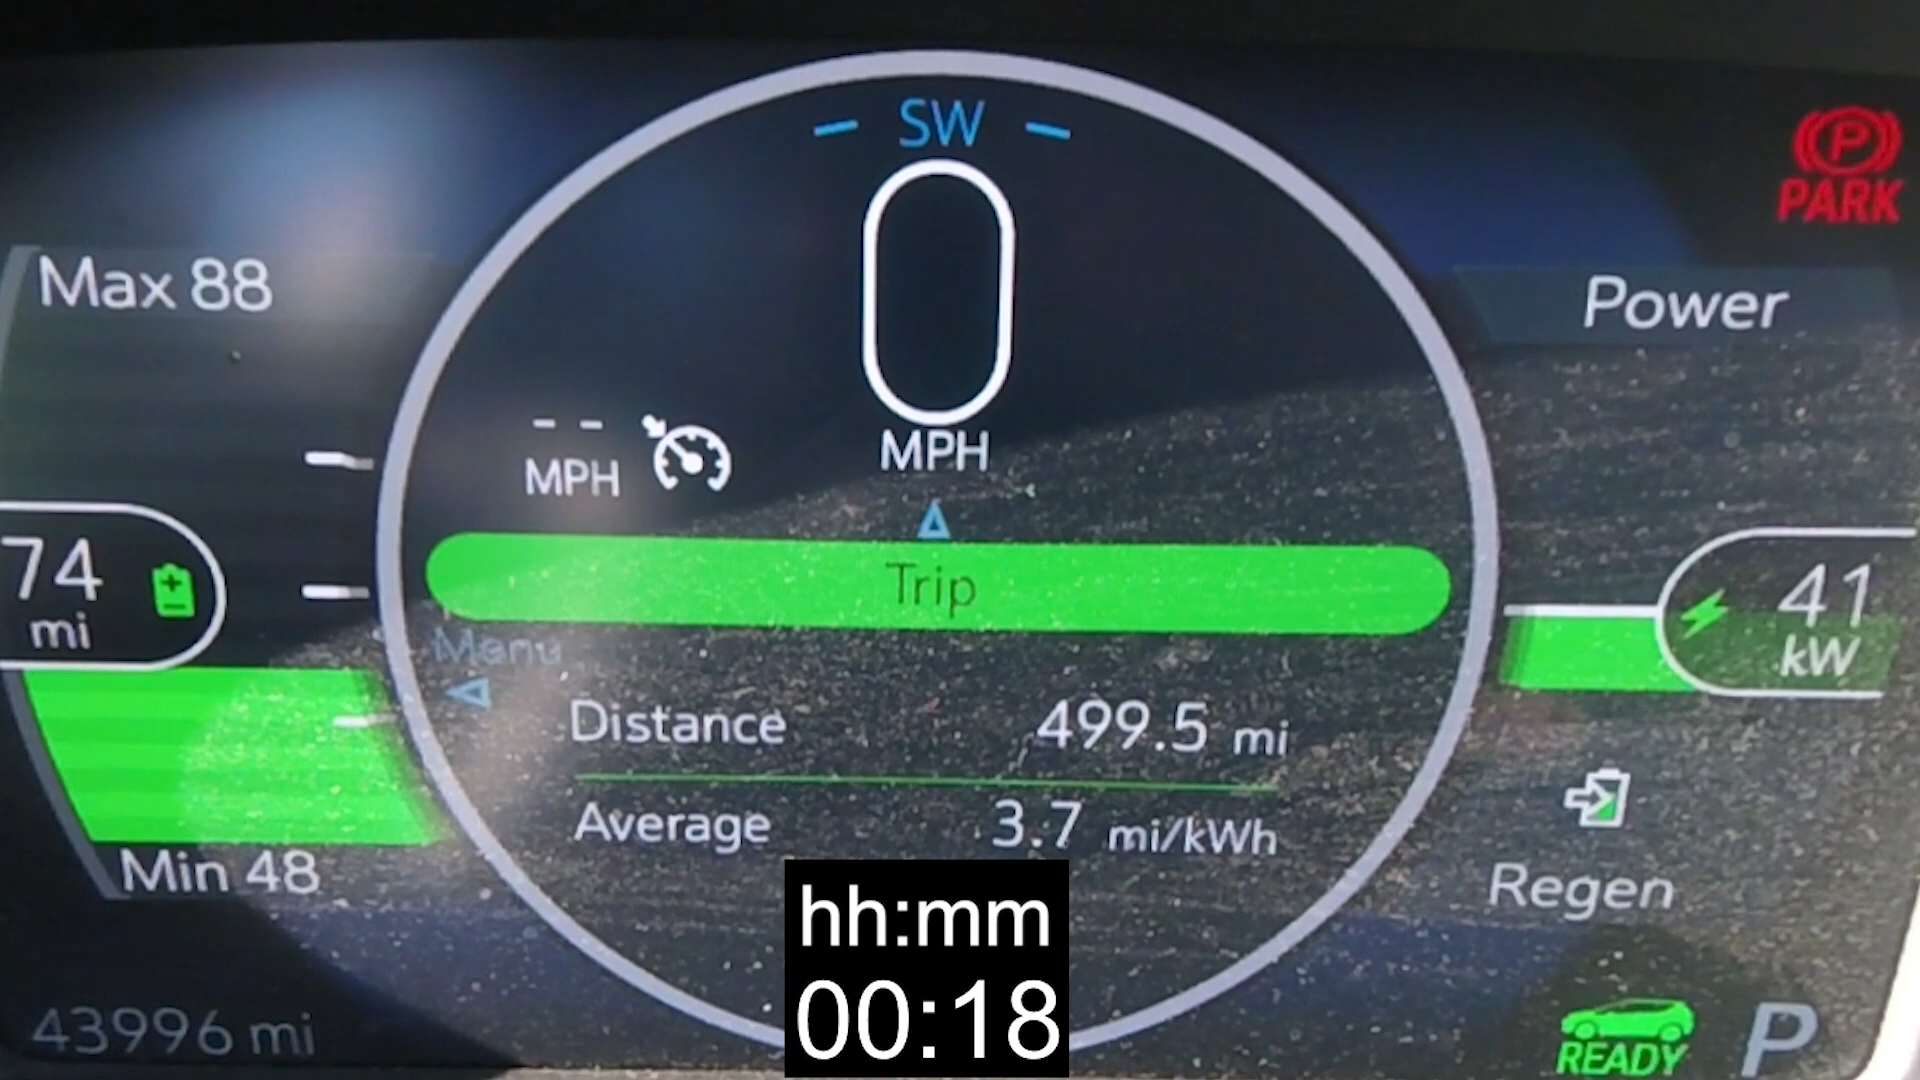 SW
PARK
Max 88
0
Power
-- MPH
MPH
74
mi
Trip
41
kW
Menu
Distance 499.5 mi
Average 3.7 mi/kWh
Min 48
Regen
hh:mm
00:18
43996 mi
READY
P